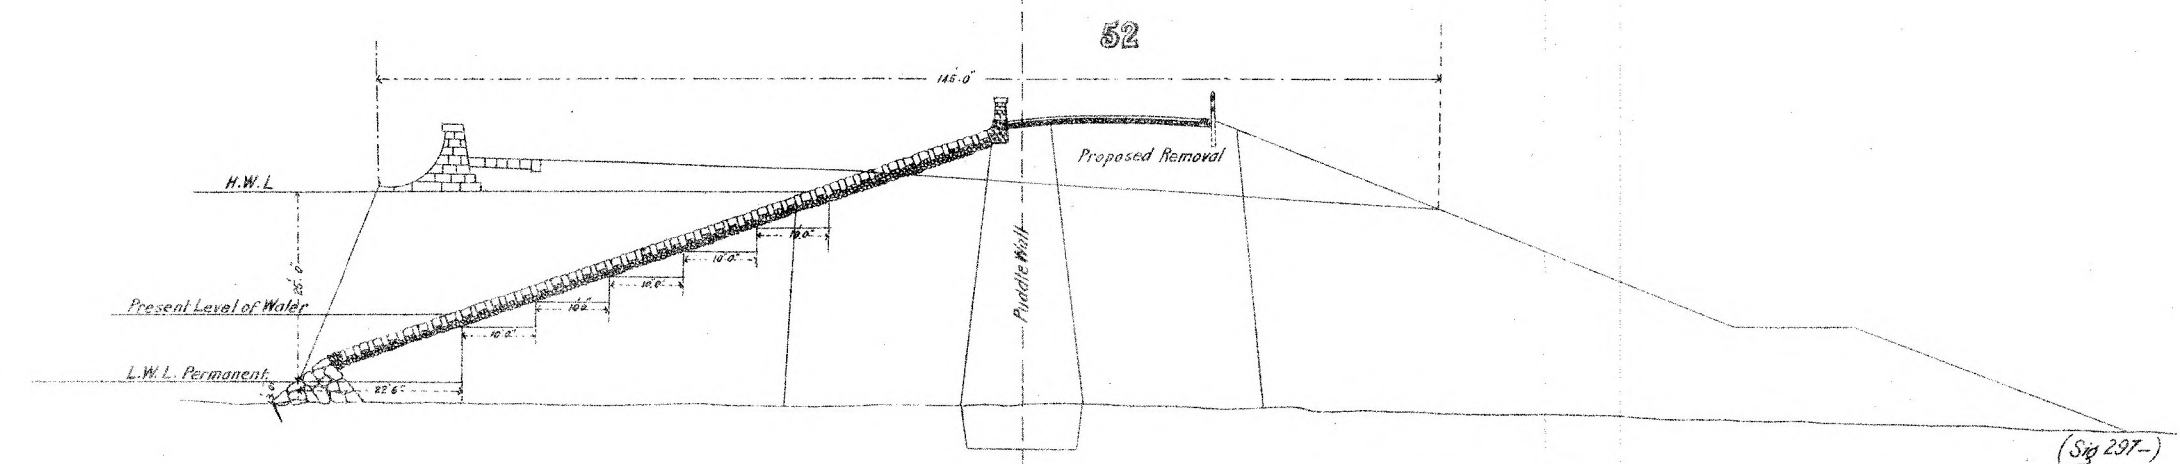 52
145'.0"
Proposed Removal
H.W.L
10'.0"
10'.0"
25'.0"
10'.0"
Puddle Wall
Present Level of Water
10'.0"
10'.0"
L.W.L. Permanent.
22'.6"
(Sig 297-)